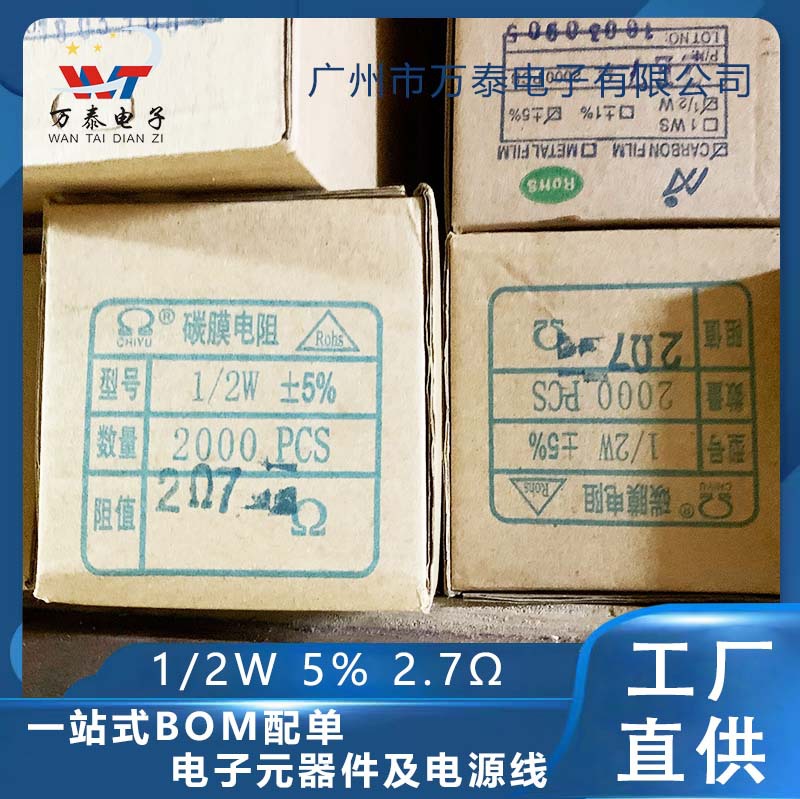 广州市万泰电子有限公司
WT
万泰电子
WAN TAI DIAN ZI
LOT NO:
1803905
P/N:
±5% ±1% 1/2W
1WS
CARBON FILM METAL FILM
RoHS
CHIYU ® 碳膜电阻 Rohs
型号 1/2W ±5%
数量 2000 PCS
阻值 2Ω7 Ω
CHIYU ® 碳膜电阻 Rohs
型号 1/2W ±5%
数量 2000 PCS
阻值 2Ω7 Ω
1/2W 5% 2.7Ω
一站式BOM配单
电子元器件及电源线
工厂
直供